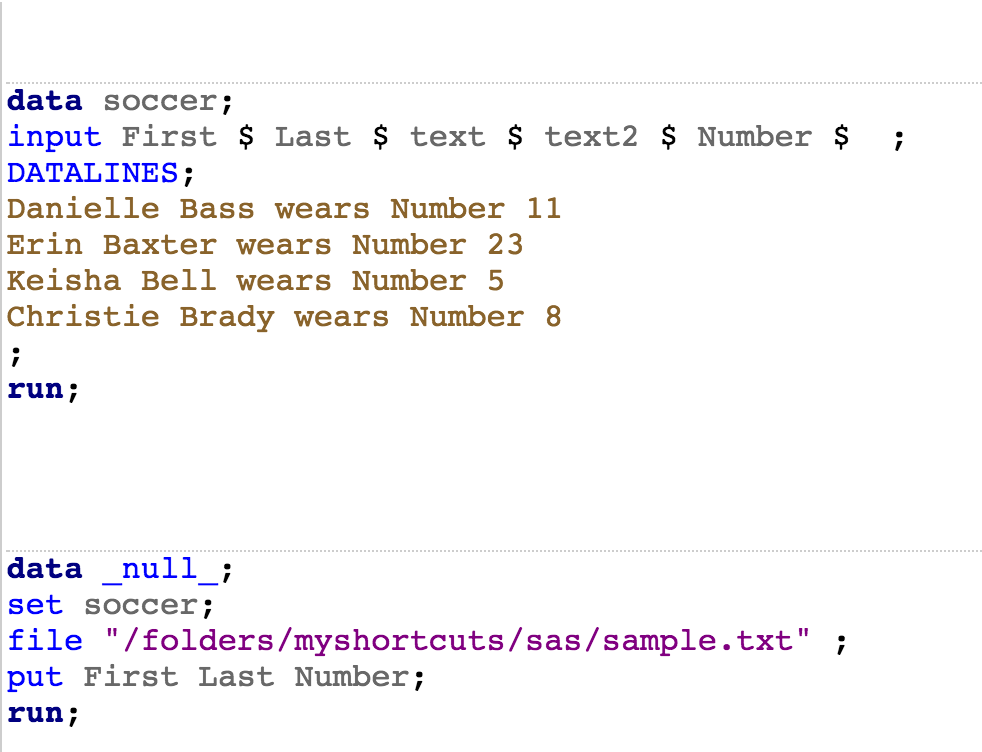 data soccer;
input First $ Last $ text $ text2 $ Number $  ;
DATALINES;
Danielle Bass wears Number 11
Erin Baxter wears Number 23
Keisha Bell wears Number 5
Christie Brady wears Number 8
;
run;
data _null_;
set soccer;
file "/folders/myshortcuts/sas/sample.txt" ;
put First Last Number;
run;